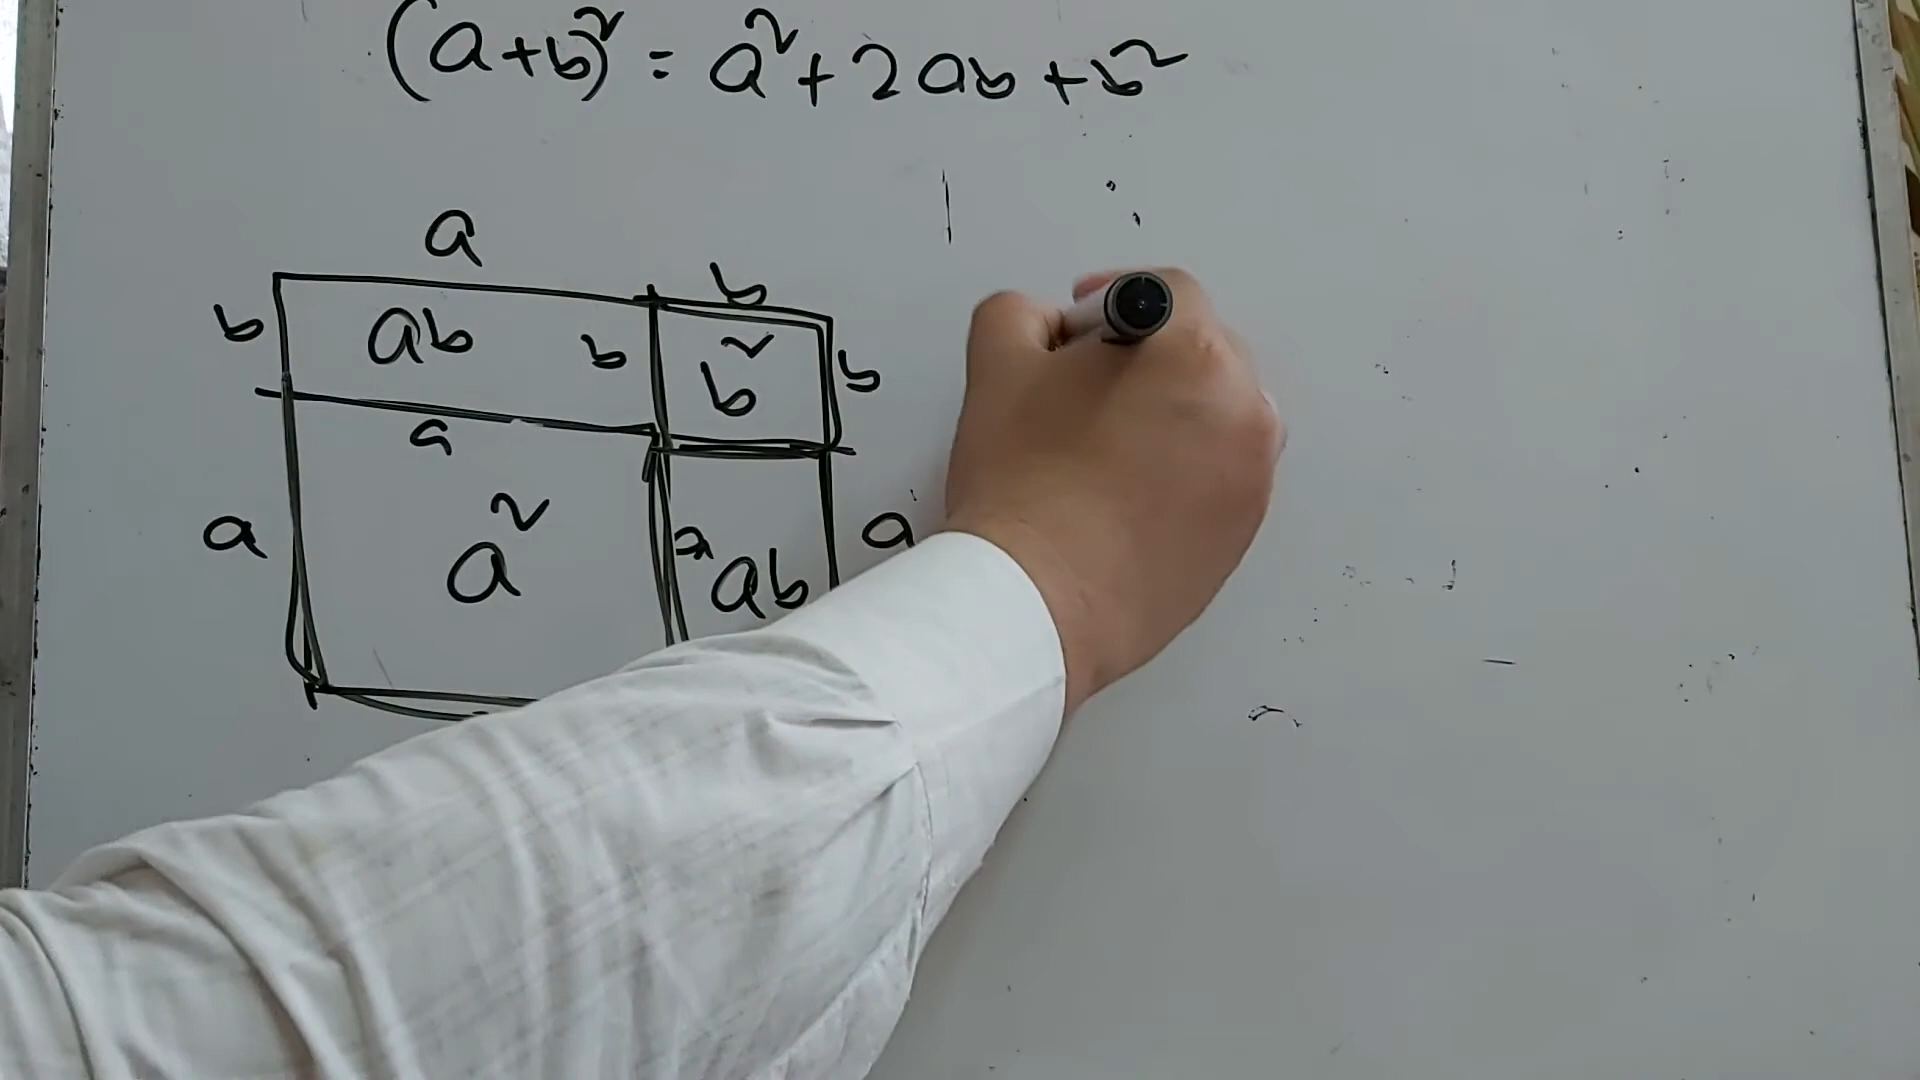 (a+b)² = a²+2ab+b²
a
b
b ab b b² b
a
a a² a ab a